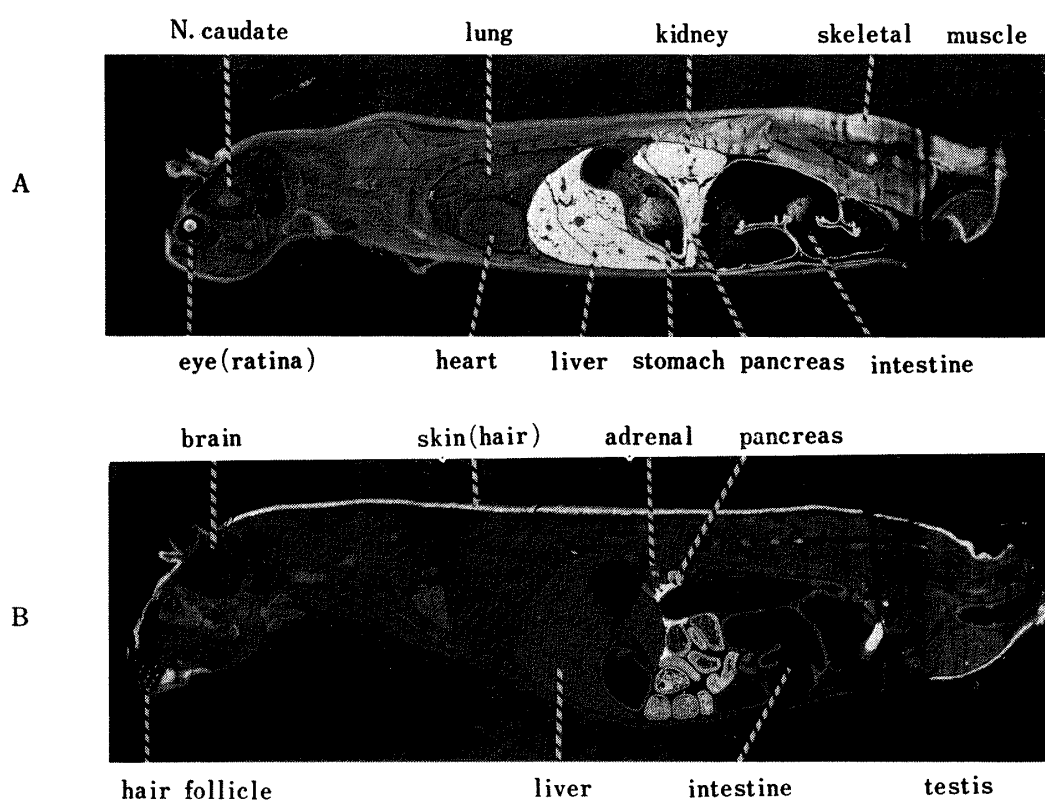 N. caudate lung kidney skeletal muscle
A
eye(ratina) heart liver stomach pancreas intestine
brain skin(hair) adrenal pancreas
B
hair follicle liver intestine testis